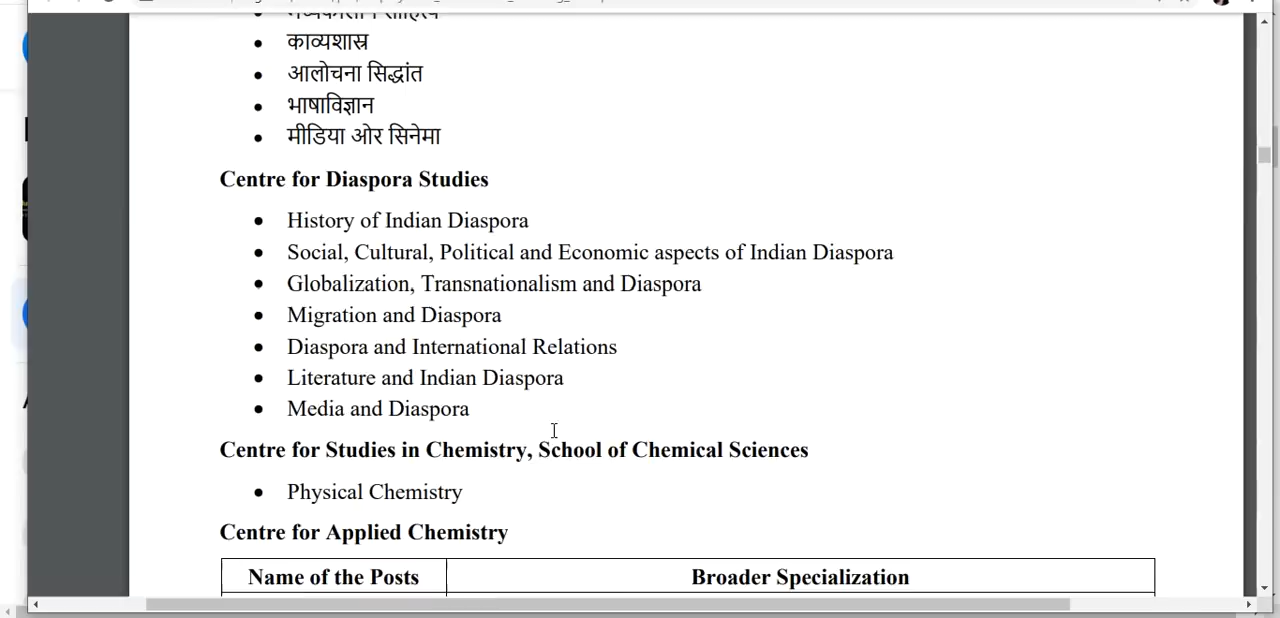 • काव्यशास्त्र
• आलोचना सिद्धांत
• भाषाविज्ञान
• मीडिया ओर सिनेमा
Centre for Diaspora Studies
• History of Indian Diaspora
• Social, Cultural, Political and Economic aspects of Indian Diaspora
• Globalization, Transnationalism and Diaspora
• Migration and Diaspora
• Diaspora and International Relations
• Literature and Indian Diaspora
• Media and Diaspora
Centre for Studies in Chemistry, School of Chemical Sciences
• Physical Chemistry
Centre for Applied Chemistry
Name of the Posts Broader Specialization